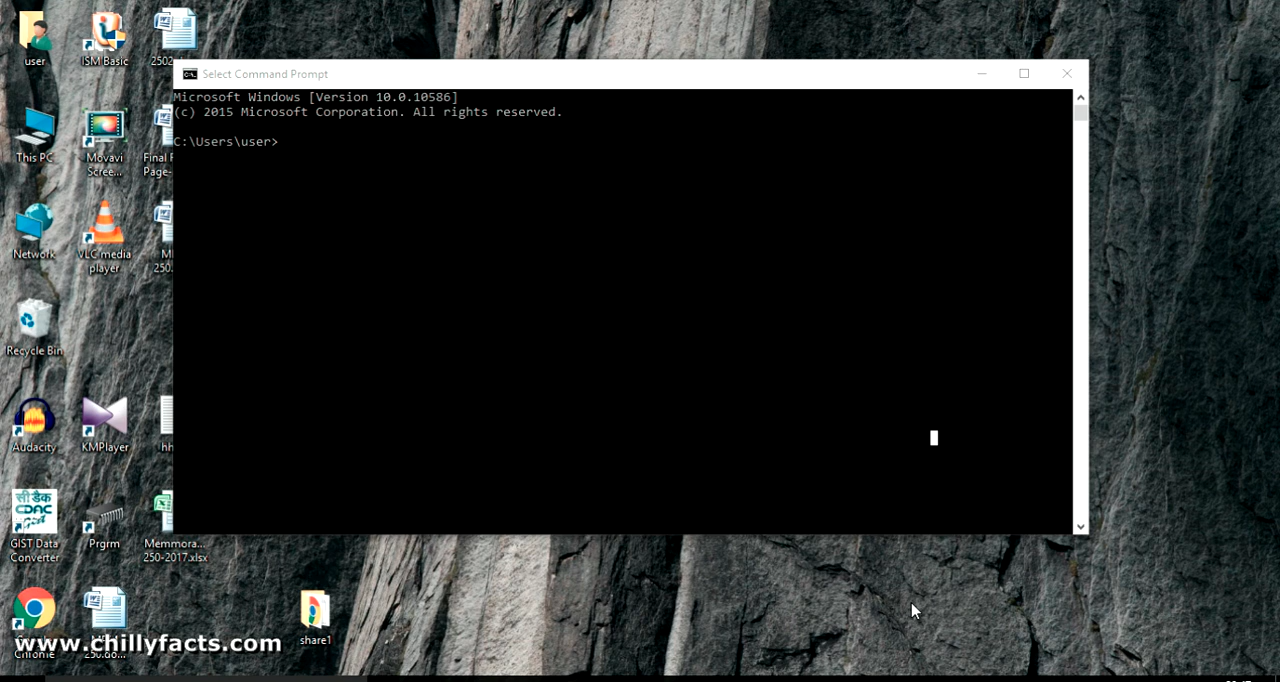 user
ISM Basic
2502
Select Command Prompt
Microsoft Windows [Version 10.0.10586]
(c) 2015 Microsoft Corporation. All rights reserved.
C:\Users\user>
This PC
Movavi
Scree...
Final
Page-
Network
VLC media
player
250.
Recycle Bin
Audacity
KMPlayer
hh
सी डैक
CDAC
GIST
GIST Data
Converter
Prgrm
Memmora...
250-2017.xlsx
share1
www.chillyfacts.com
Chrome
250.do...